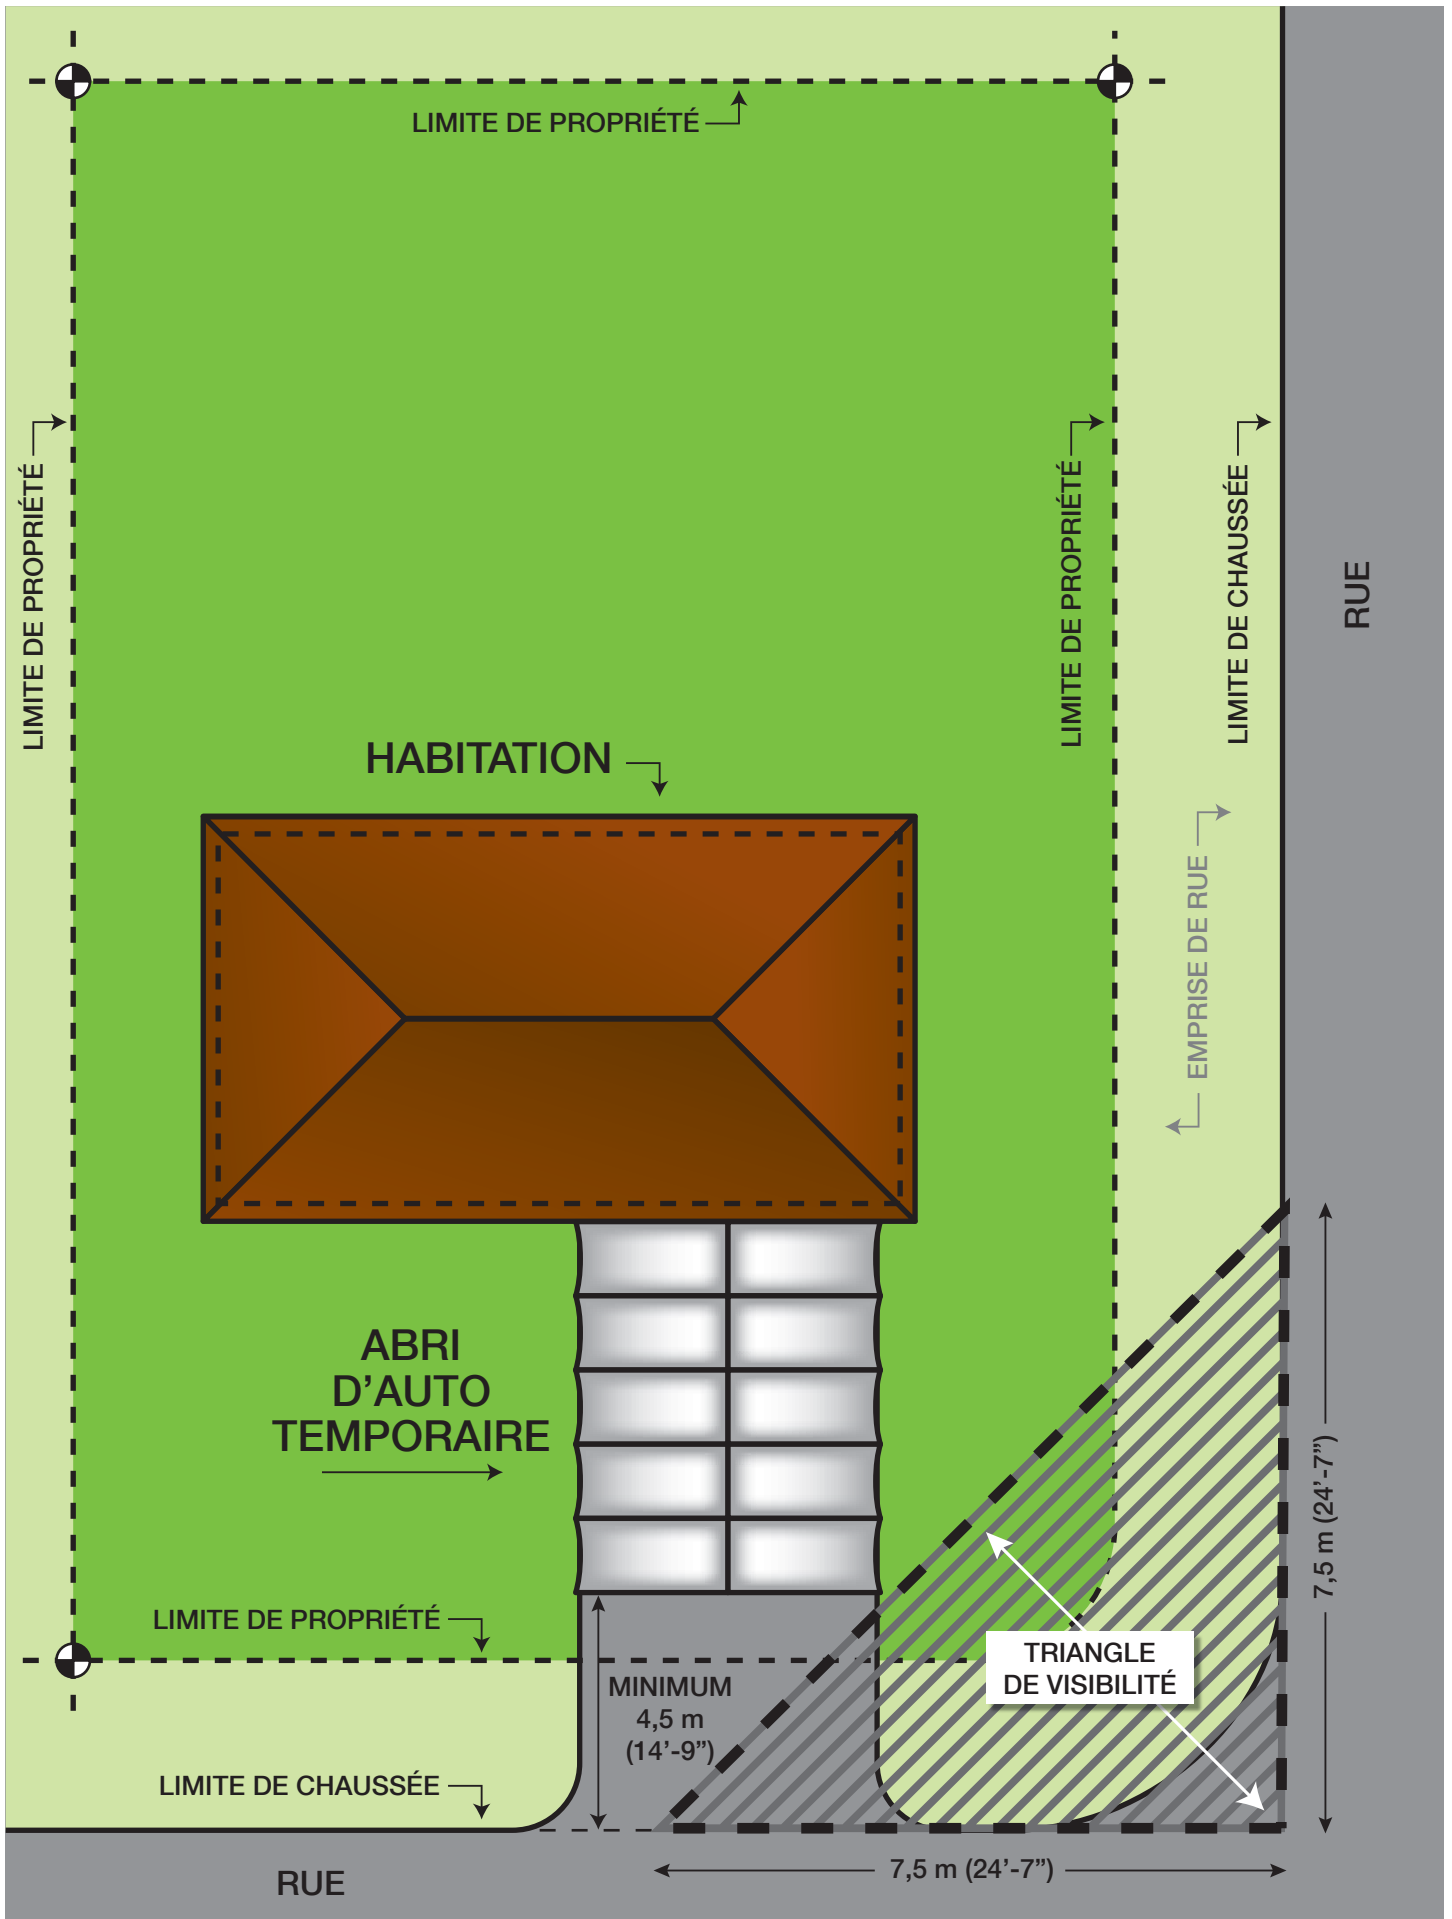 LIMITE DE PROPRIÉTÉ
LIMITE DE PROPRIÉTÉ
LIMITE DE PROPRIÉTÉ
LIMITE DE CHAUSSÉE
RUE
HABITATION
EMPRISE DE RUE
ABRI
D’AUTO
TEMPORAIRE
7,5 m (24’-7”)
LIMITE DE PROPRIÉTÉ
TRIANGLE
DE VISIBILITÉ
MINIMUM
4,5 m
(14’-9”)
LIMITE DE CHAUSSÉE
7,5 m (24’-7”)
RUE